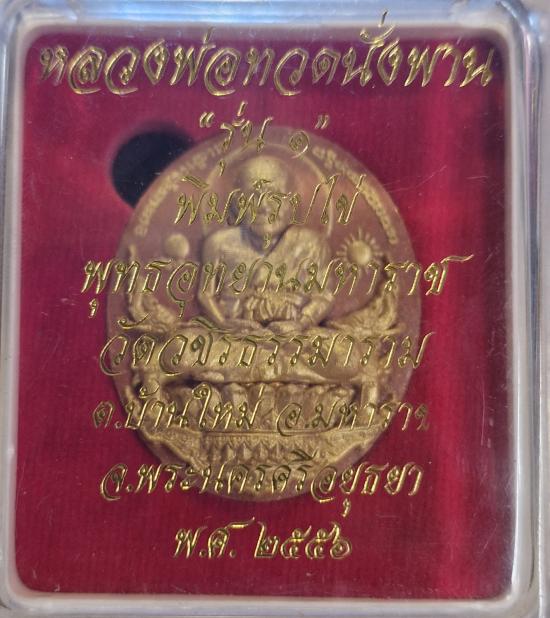 หลวงพ่อทวดนั่งพาน
"รุ่น ๑"
พิมพ์รูปไข่
พุทธอุทยานมหาราช
วัดวชิรธรรมาราม
ต.บ้านใหม่ อ.มหาราช
จ.พระนครศรีอยุธยา
พ.ศ. ๒๕๕๖